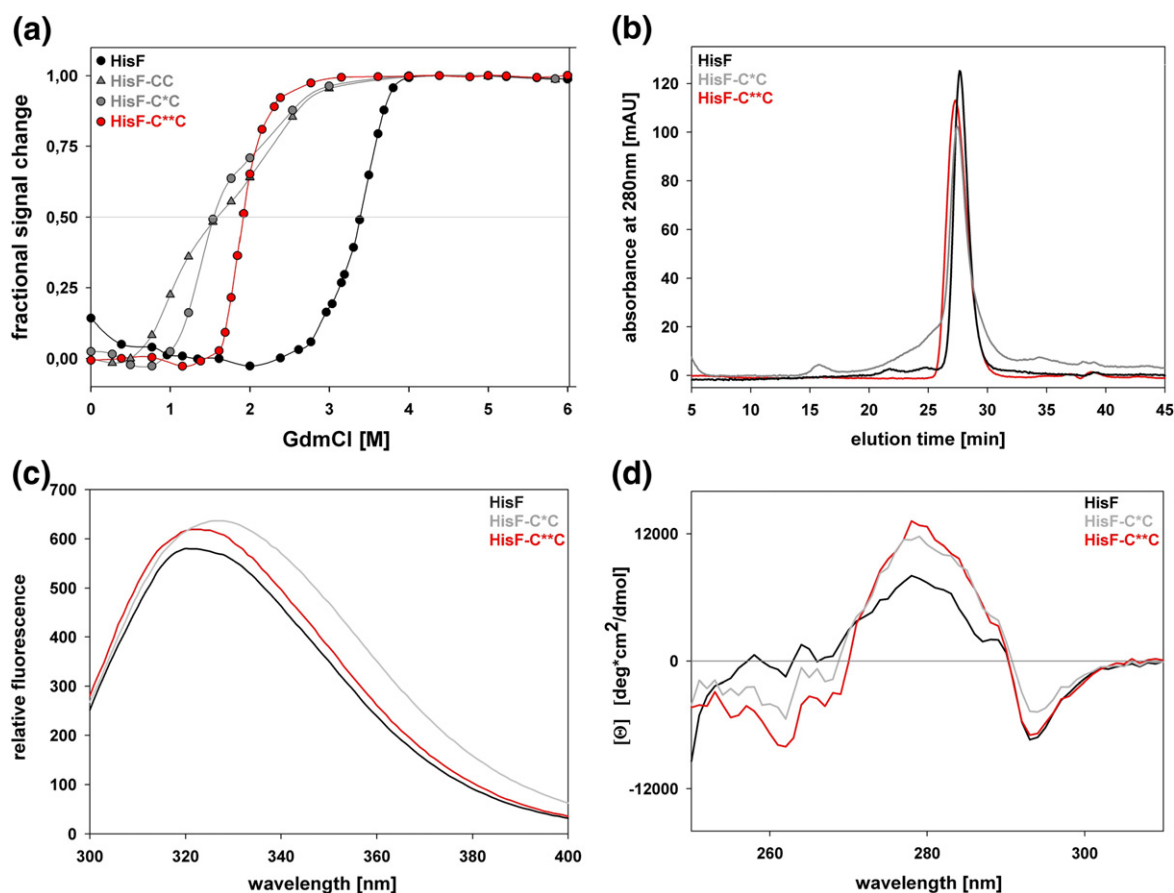 (a)
HisF
HisF-CC
HisF-C*C
HisF-C**C
1,00
0,75
0,50
0,25
0,00
fractional signal change
0 1 2 3 4 5 6
GdmCl [M]
(b)
HisF
HisF-C*C
HisF-C**C
120
100
80
60
40
20
0
absorbance at 280nm [mAU]
5 10 15 20 25 30 35 40 45
elution time [min]
(c)
HisF
HisF-C*C
HisF-C**C
700
600
500
400
300
200
100
0
relative fluorescence
300 320 340 360 380 400
wavelength [nm]
(d)
HisF
HisF-C*C
HisF-C**C
12000
0
-12000
[Θ] [deg*cm2/dmol]
260 280 300
wavelength [nm]